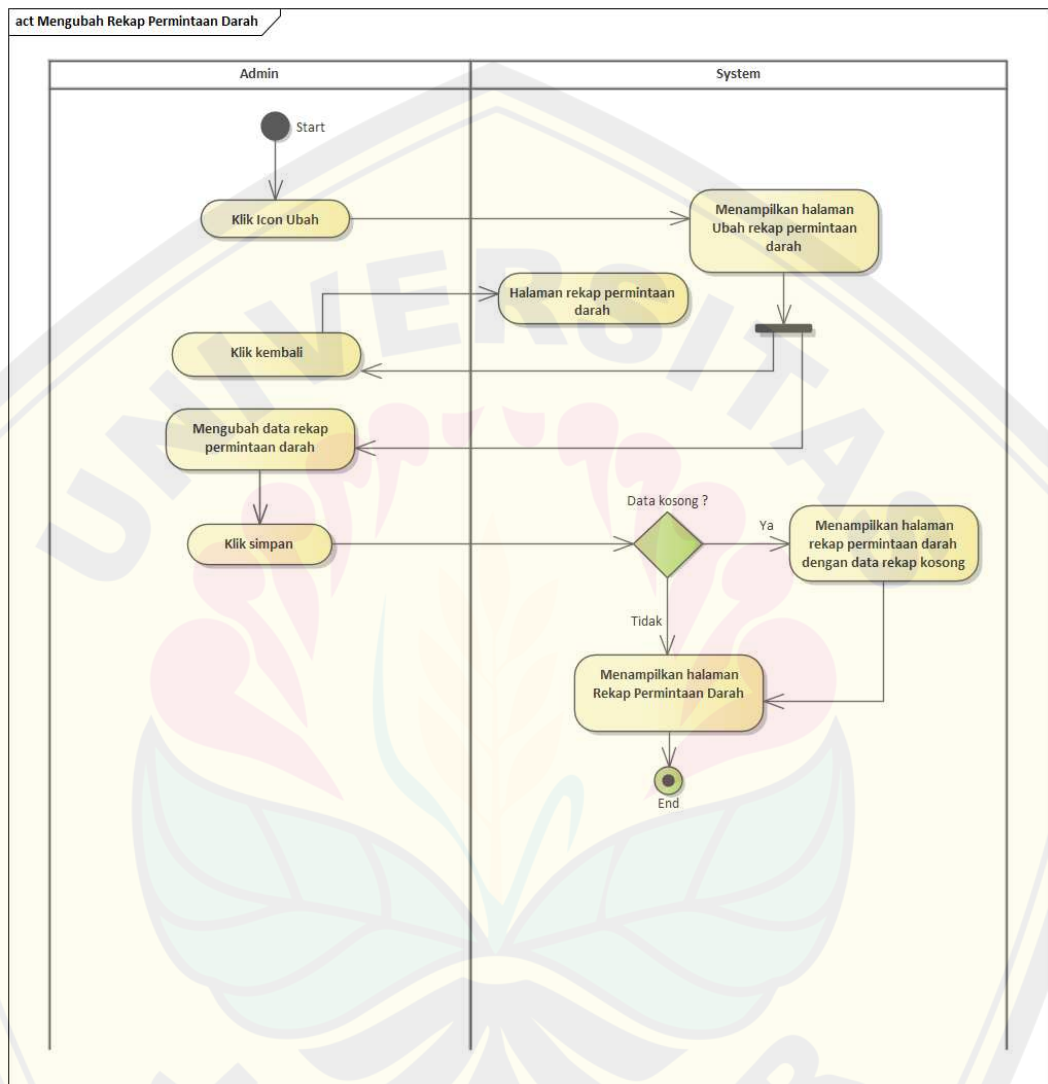 act Mengubah Rekap Permintaan Darah
Admin
System
Start
Klik Icon Ubah
Menampilkan halaman
Ubah rekap permintaan
darah
Halaman rekap permintaan
darah
Klik kembali
Mengubah data rekap
permintaan darah
Klik simpan
Data kosong ?
Ya
Menampilkan halaman
rekap permintaan darah
dengan data rekap kosong
Tidak
Menampilkan halaman
Rekap Permintaan Darah
End
UNIVERSITAS